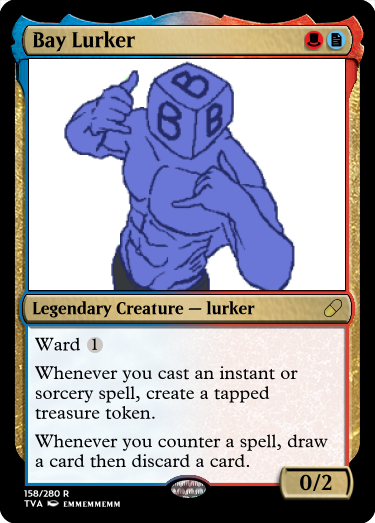 Bay Lurker
B
B
B
Legendary Creature — lurker
Ward 1
Whenever you cast an instant or
sorcery spell, create a tapped
treasure token.
Whenever you counter a spell, draw
a card then discard a card.
0/2
158/280 R
TVA EMMEMMEMM